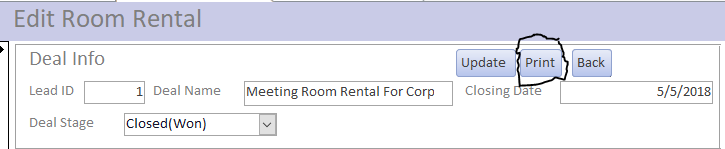 Edit Room Rental
Deal Info Update Print Back
Lead ID 1 Deal Name Meeting Room Rental For Corp Closing Date 5/5/2018
Deal Stage Closed(Won)